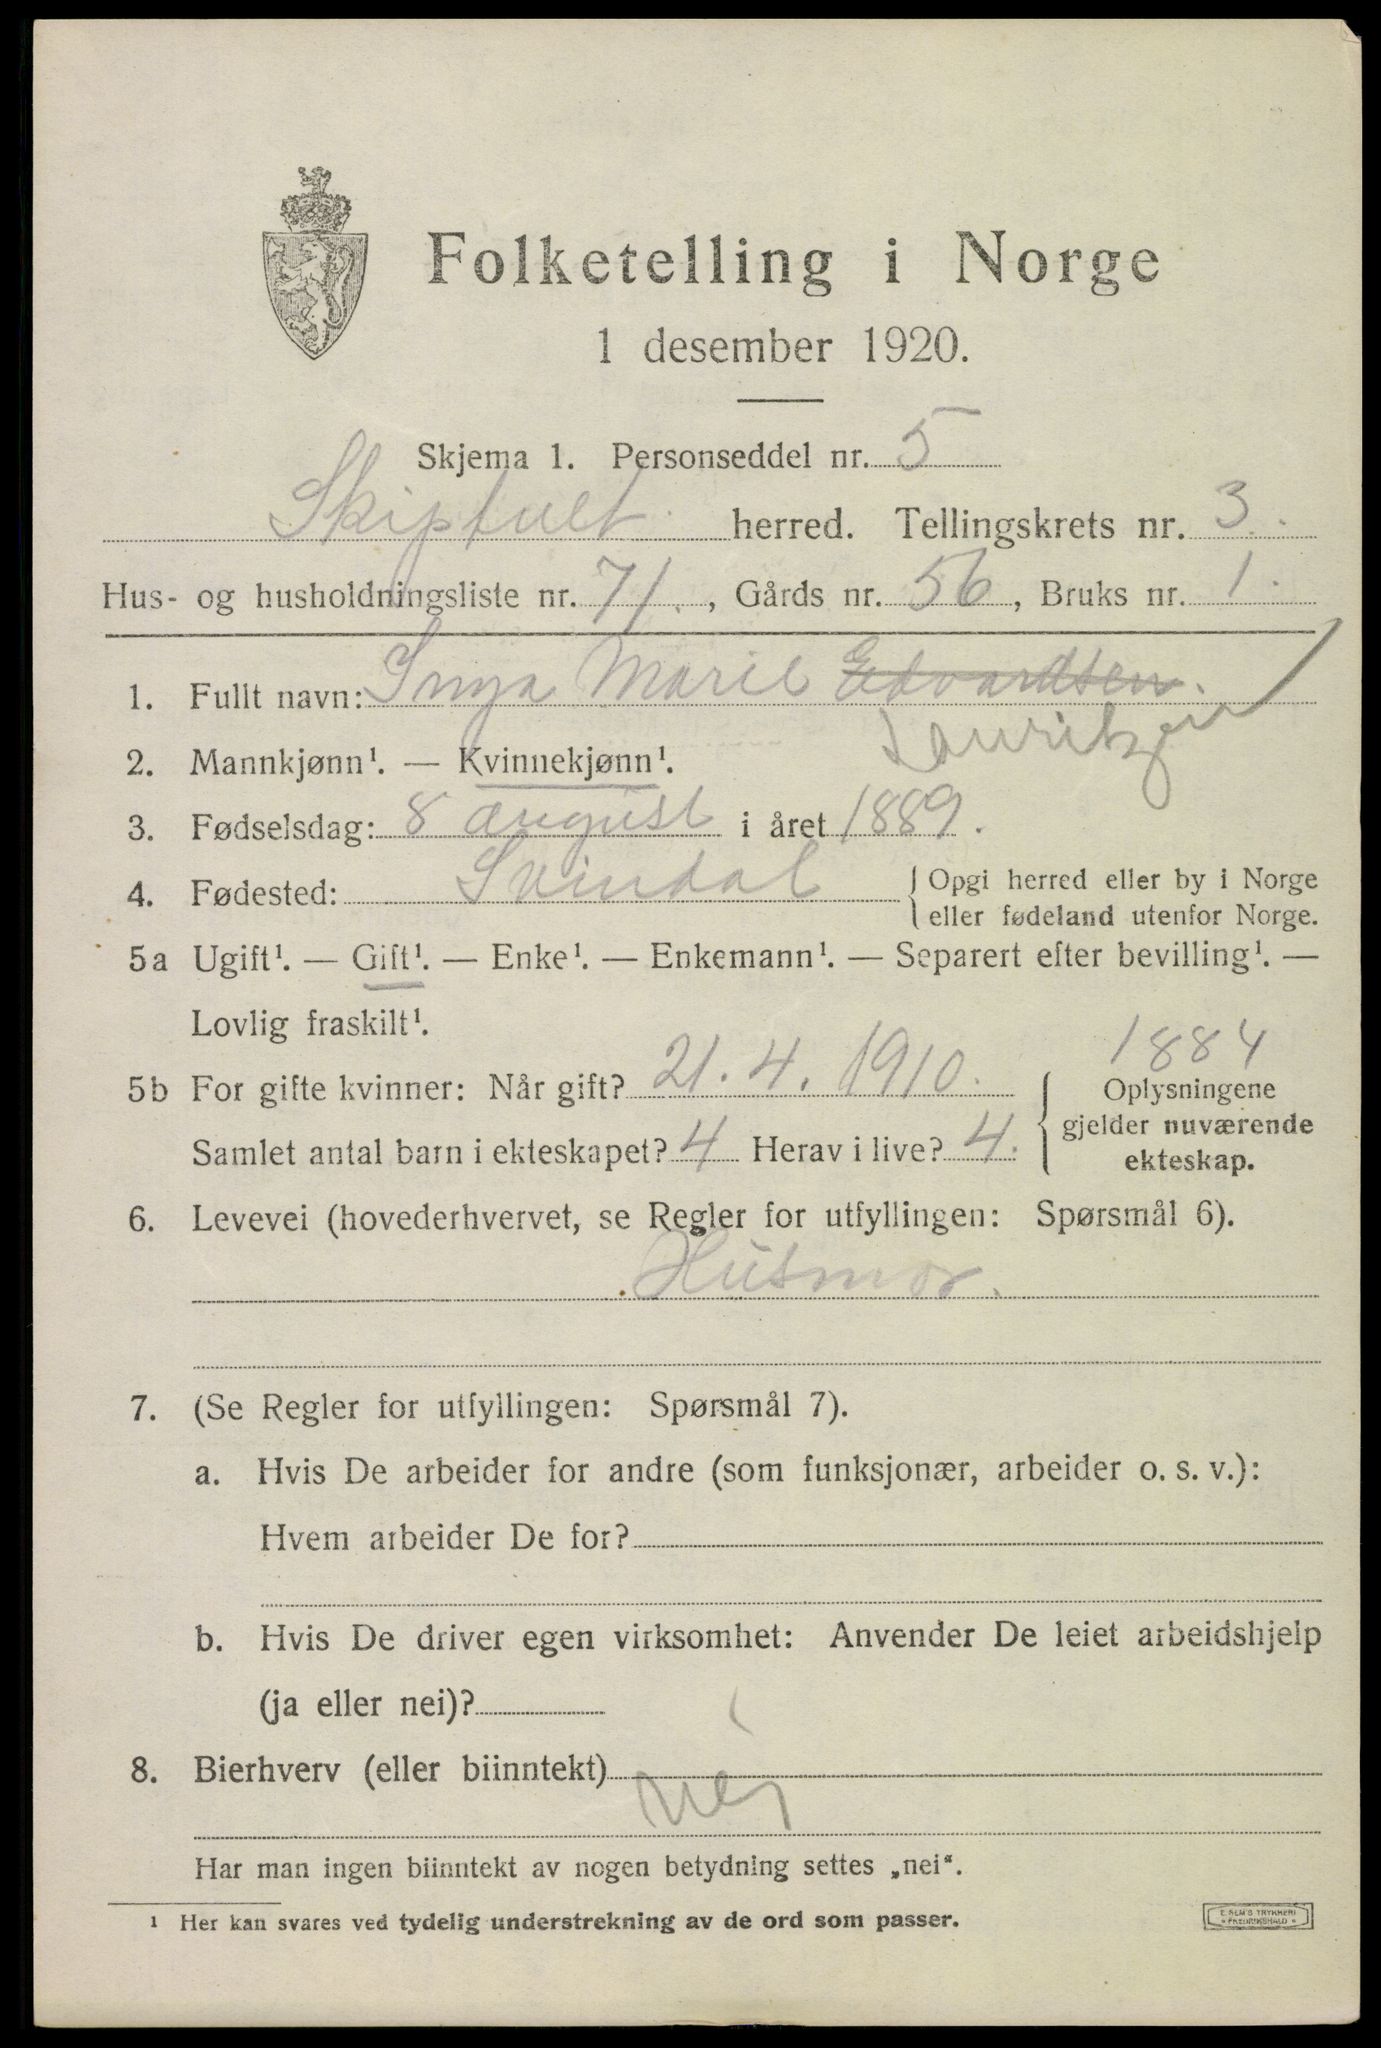 Folketelling i Norge
1 desember 1920.
Skjema 1. Personseddel nr. 5
Skiptvet herred. Tellingskrets nr. 3.
Hus- og husholdningsliste nr. 71., Gårds nr. 56, Bruks nr. 1.
1. Fullt navn: Inga Marie Edvardsen.
Lauritzen
2. Mannkjønn¹. — Kvinnekjønn¹.
3. Fødselsdag: 8 august i året 1889.
4. Fødested: Svindal { Opgi herred eller by i Norge
eller fødeland utenfor Norge.
5a Ugift¹. — Gift¹. — Enke¹. — Enkemann¹. — Separert efter bevilling¹. —
Lovlig fraskilt¹.
1884
5b For gifte kvinner: Når gift? 21. 4. 1910. { Oplysningene
gjelder nuværende
Samlet antal barn i ekteskapet? 4 Herav i live? 4. ekteskap.
6. Levevei (hovederhvervet, se Regler for utfyllingen: Spørsmål 6).
Husmor.
7. (Se Regler for utfyllingen: Spørsmål 7).
a. Hvis De arbeider for andre (som funksjonær, arbeider o. s. v.):
Hvem arbeider De for?
b. Hvis De driver egen virksomhet: Anvender De leiet arbeidshjelp
(ja eller nei)?
8. Bierhverv (eller biinntekt)
nei
Har man ingen biinntekt av nogen betydning settes „nei“.
¹ Her kan svares ved tydelig understrekning av de ord som passer.
E. SEM'S TRYKKERI
FREDRIKSHALD